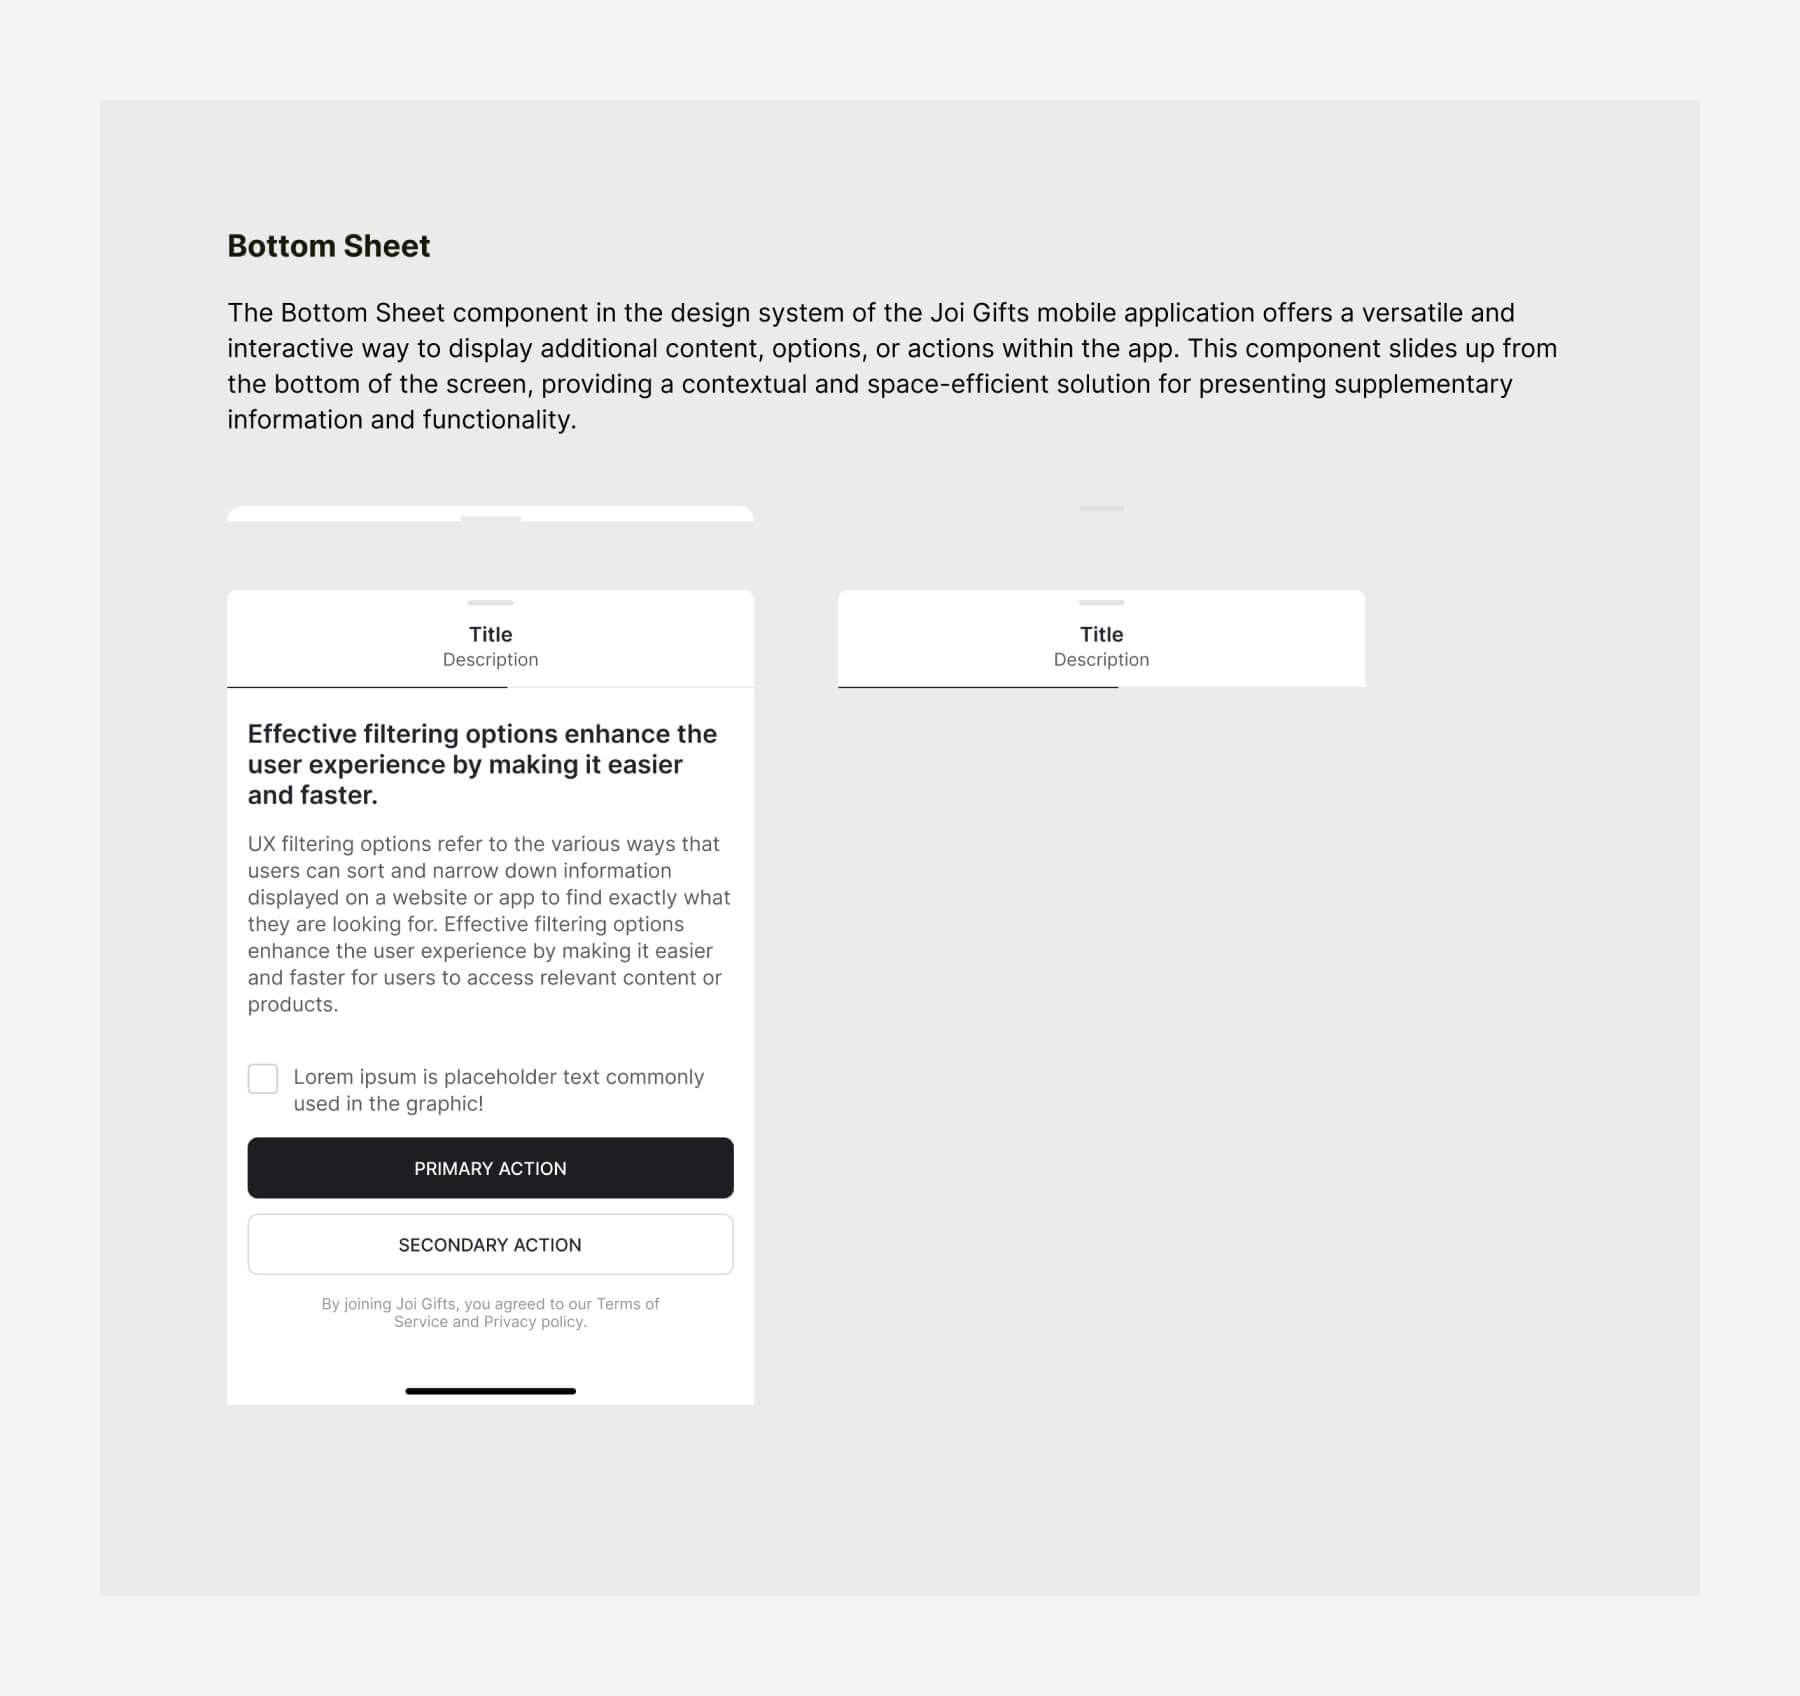 Bottom Sheet
The Bottom Sheet component in the design system of the Joi Gifts mobile application offers a versatile and
interactive way to display additional content, options, or actions within the app. This component slides up from
the bottom of the screen, providing a contextual and space-efficient solution for presenting supplementary
information and functionality.
Title
Description
Effective filtering options enhance the
user experience by making it easier
and faster.
UX filtering options refer to the various ways that
users can sort and narrow down information
displayed on a website or app to find exactly what
they are looking for. Effective filtering options
enhance the user experience by making it easier
and faster for users to access relevant content or
products.
Lorem ipsum is placeholder text commonly
used in the graphic!
PRIMARY ACTION
SECONDARY ACTION
By joining Joi Gifts, you agreed to our Terms of
Service and Privacy policy.
Title
Description